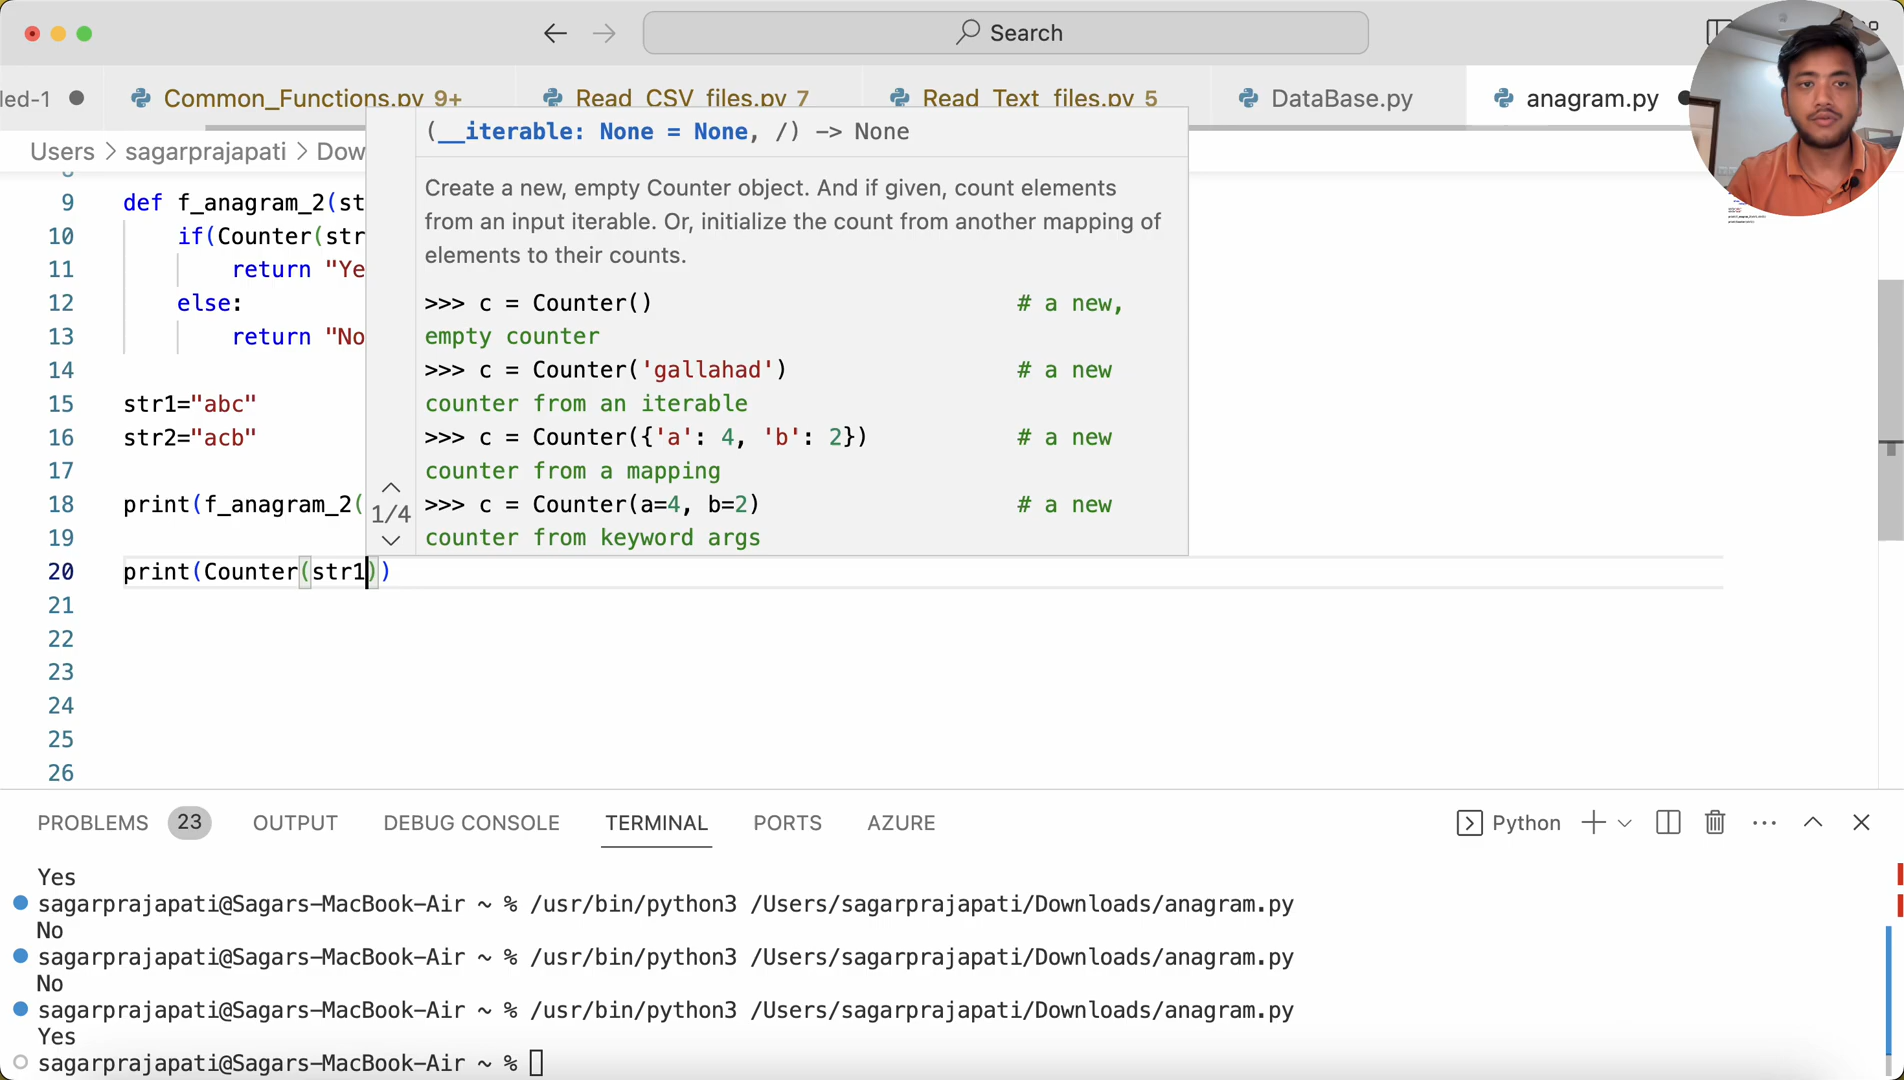 Search
led-1
Common_Functions.py 9+
Read_CSV_files.py 7
Read_Text_files.py 5
DataBase.py
anagram.py
Users > sagarprajapati > Dow
(__iterable: None = None, /) -> None
Create a new, empty Counter object. And if given, count elements
from an input iterable. Or, initialize the count from another mapping of
elements to their counts.
>>> c = Counter() # a new,
empty counter
>>> c = Counter('gallahad') # a new
counter from an iterable
>>> c = Counter({'a': 4, 'b': 2}) # a new
counter from a mapping
>>> c = Counter(a=4, b=2) # a new
counter from keyword args
1/4
9 def f_anagram_2(st
10 if(Counter(str
11 return "Ye
12 else:
13 return "No
14
15 str1="abc"
16 str2="acb"
17
18 print(f_anagram_2(
19
20 print(Counter(str1))
21
22
23
24
25
26
PROBLEMS 23 OUTPUT DEBUG CONSOLE TERMINAL PORTS AZURE
Python
Yes
sagarprajapati@Sagars-MacBook-Air ~ % /usr/bin/python3 /Users/sagarprajapati/Downloads/anagram.py
No
sagarprajapati@Sagars-MacBook-Air ~ % /usr/bin/python3 /Users/sagarprajapati/Downloads/anagram.py
No
sagarprajapati@Sagars-MacBook-Air ~ % /usr/bin/python3 /Users/sagarprajapati/Downloads/anagram.py
Yes
sagarprajapati@Sagars-MacBook-Air ~ %